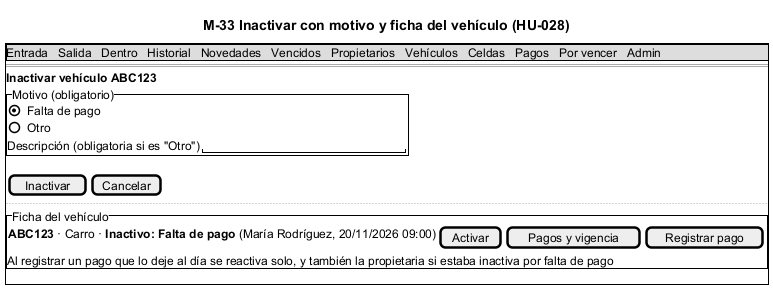 M-33 Inactivar con motivo y ficha del vehículo (HU-028)
Entrada Salida Dentro Historial Novedades Vencidos Propietarios Vehículos Celdas Pagos Por vencer Admin
Inactivar vehículo ABC123
Motivo (obligatorio)
Falta de pago
Otro
Descripción (obligatoria si es "Otro")
Inactivar Cancelar
Ficha del vehículo
ABC123 · Carro · Inactivo: Falta de pago (María Rodríguez, 20/11/2026 09:00) Activar Pagos y vigencia Registrar pago
Al registrar un pago que lo deje al día se reactiva solo, y también la propietaria si estaba inactiva por falta de pago